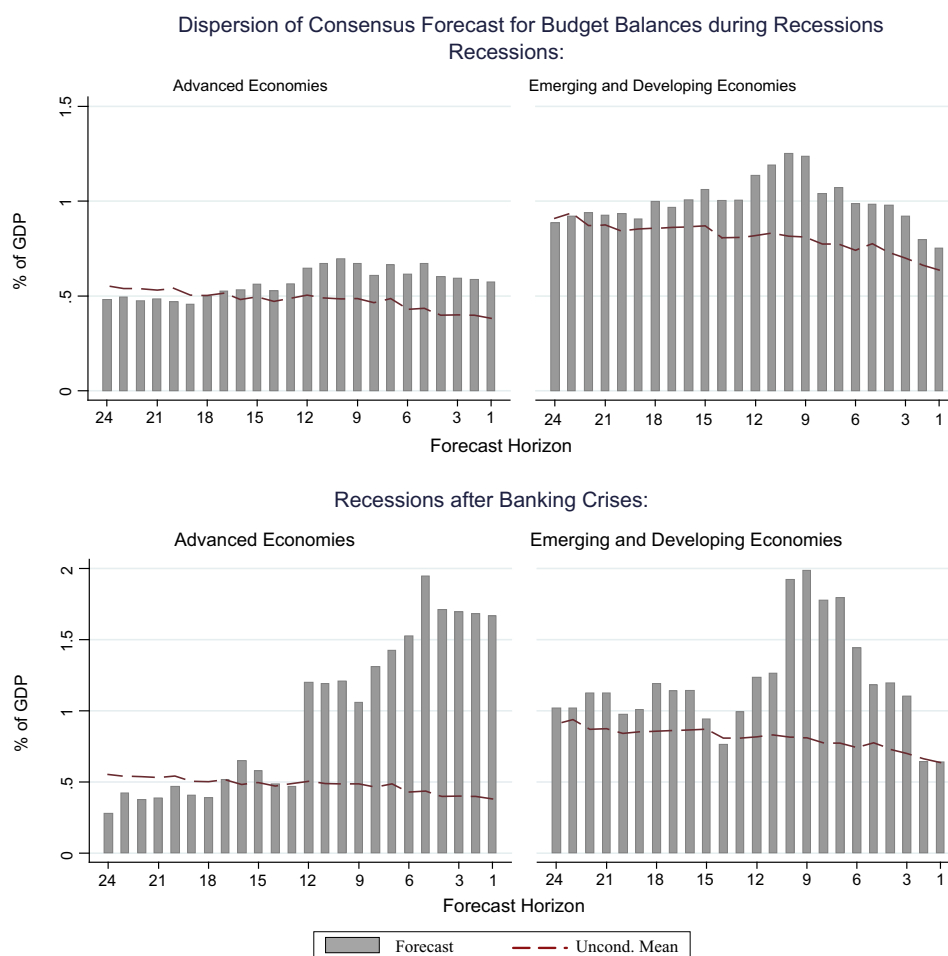 Dispersion of Consensus Forecast for Budget Balances during Recessions
Recessions:
Advanced Economies
Emerging and Developing Economies
% of GDP
1.5
1
.5
0
24 21 18 15 12 9 6 3 1
24 21 18 15 12 9 6 3 1
Forecast Horizon
Recessions after Banking Crises:
Advanced Economies
Emerging and Developing Economies
% of GDP
2
1.5
1
.5
0
24 21 18 15 12 9 6 3 1
24 21 18 15 12 9 6 3 1
Forecast Horizon
Forecast
Uncond. Mean